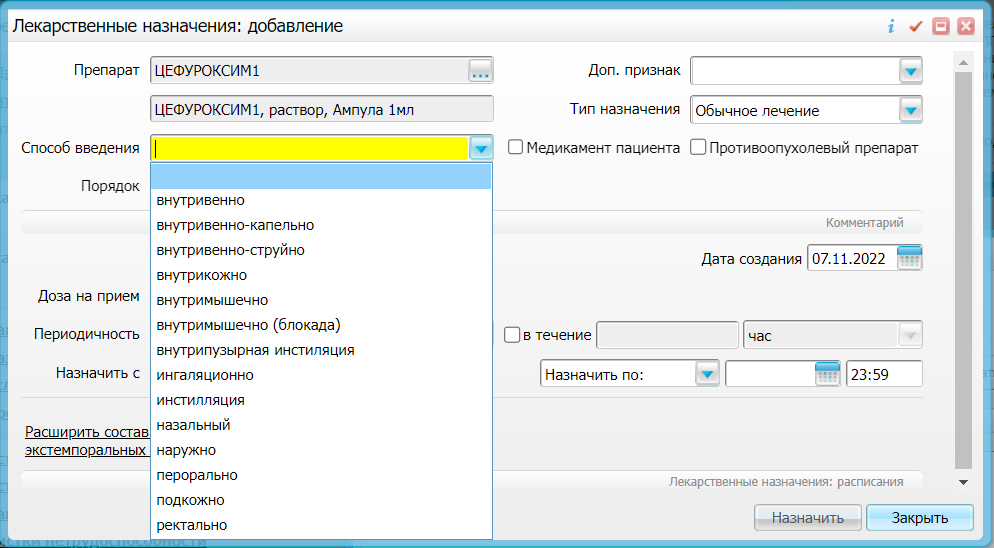 Лекарственные назначения: добавление
Препарат ЦЕФУРОКСИМ1 ... Доп. признак
ЦЕФУРОКСИМ1, раствор, Ампула 1мл Тип назначения Обычное лечение
Способ введения Медикамент пациента Противоопухолевый препарат
Порядок
внутривенно
внутривенно-капельно
Комментарий
внутривенно-струйно
Дата создания 07.11.2022
внутрикожно
Доза на прием
внутримышечно
внутримышечно (блокада)
Периодичность в течение час
внутрипузырная инстиляция
Назначить с Назначить по: 23:59
ингаляционно
инстилляция
назальный
Расширить состав
наружно
экстемпоральных
перорально
Лекарственные назначения: расписания
подкожно
ректально
Назначить Закрыть